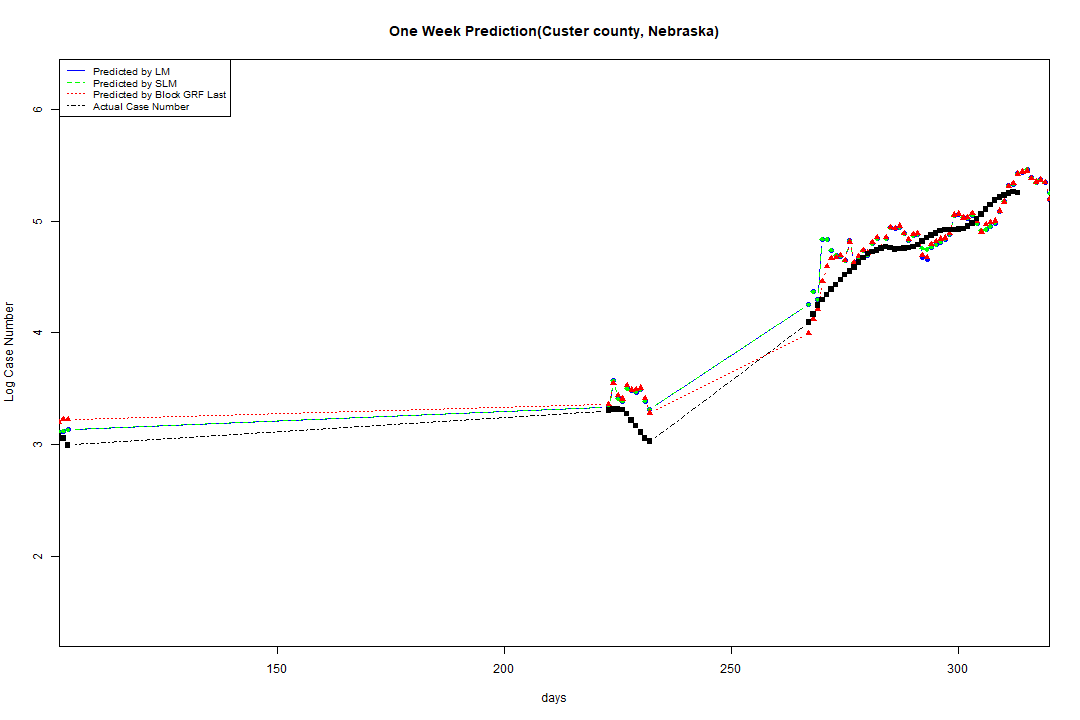 One Week Prediction(Custer county, Nebraska)
Predicted by LM
Predicted by SLM
Predicted by Block GRF Last
Actual Case Number
6
5
4
3
2
Log Case Number
150 200 250 300
days